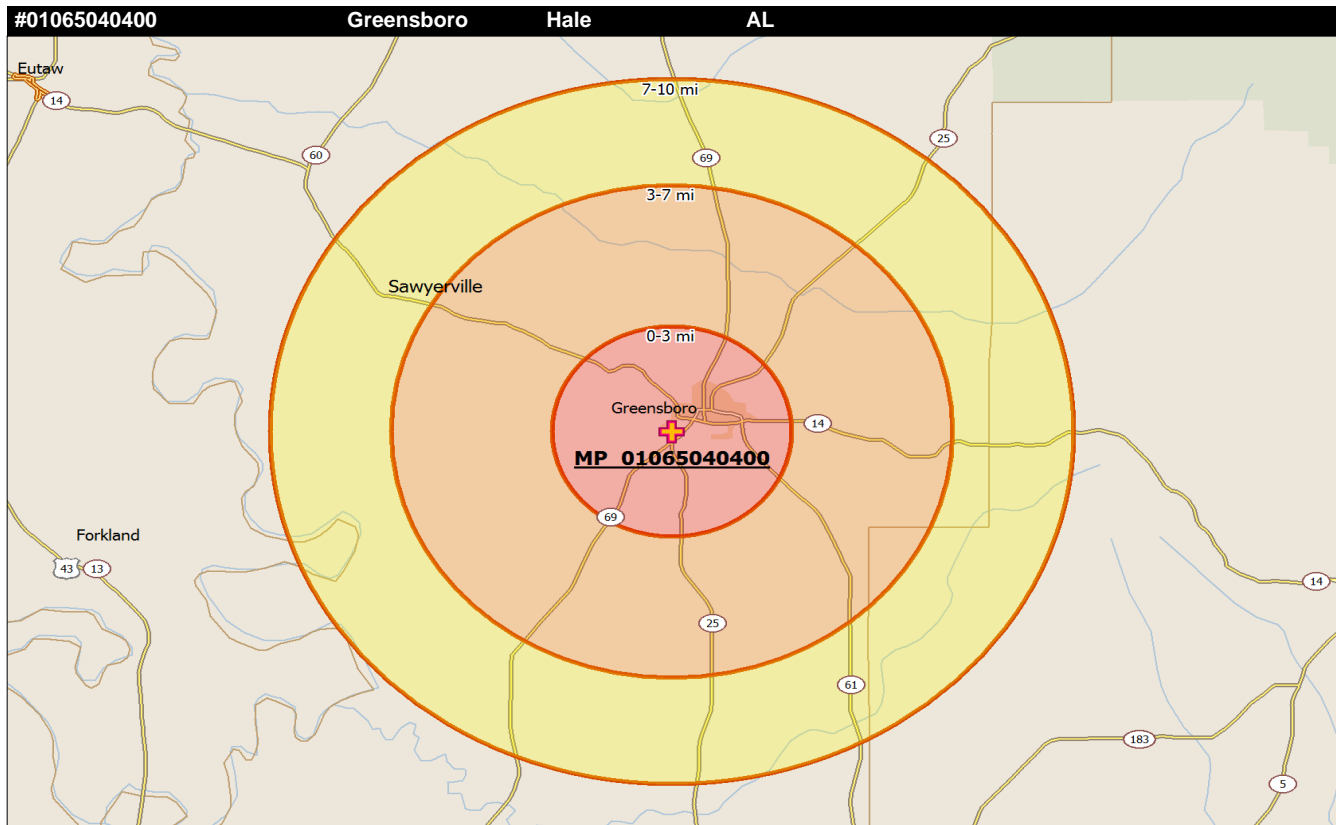 #01065040400 Greensboro Hale AL
Eutaw
14
7-10 mi
60
69
25
3-7 mi
Sawyerville
0-3 mi
Greensboro
14
MP 01065040400
69
Forkland
43
13
14
25
61
183
5